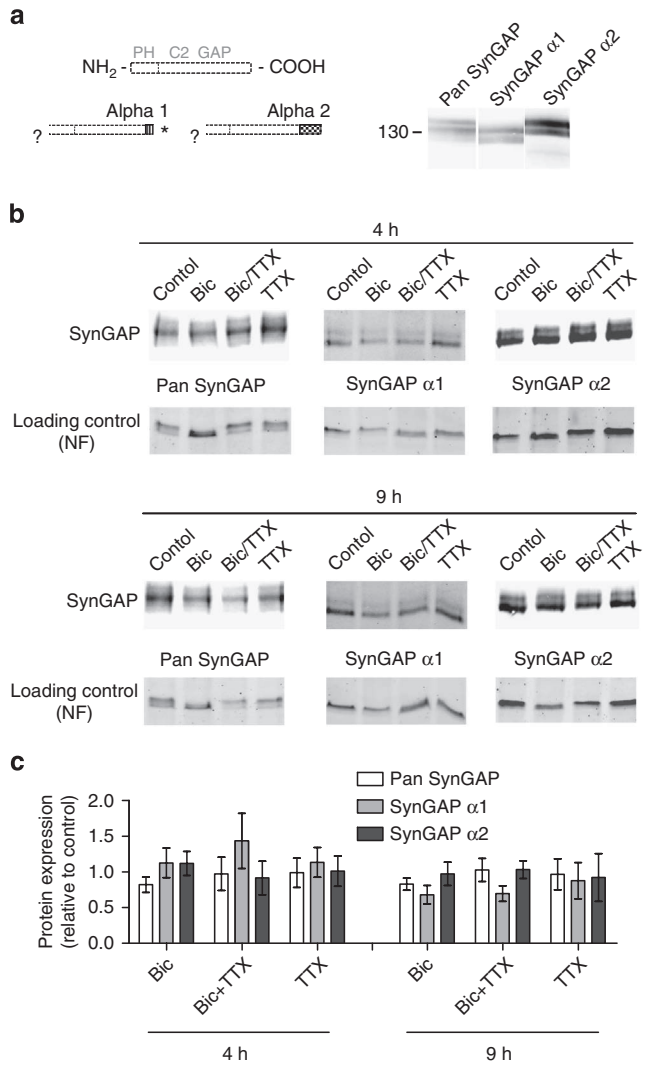 a
PH C2 GAP
NH2 - - COOH
Alpha 1 Alpha 2
? * ?
Pan SynGAP SynGAP α1 SynGAP α2
130 –
b
4 h
Contol Bic Bic/TTX TTX Contol Bic Bic/TTX TTX Contol Bic Bic/TTX TTX
SynGAP
Pan SynGAP SynGAP α1 SynGAP α2
Loading control
(NF)
9 h
Contol Bic Bic/TTX TTX Contol Bic Bic/TTX TTX Contol Bic Bic/TTX TTX
SynGAP
Pan SynGAP SynGAP α1 SynGAP α2
Loading control
(NF)
c
Pan SynGAP
SynGAP α1
SynGAP α2
Protein expression
(relative to control)
2.0
1.5
1.0
0.5
0.0
Bic Bic+TTX TTX Bic Bic+TTX TTX
4 h 9 h